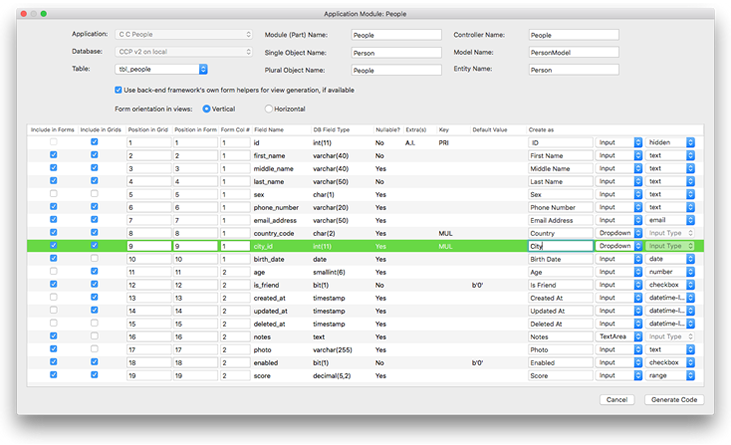 Application Module: People
Application: C C People Module (Part) Name: People Controller Name: People
Database: CCP v2 on local Single Object Name: Person Model Name: PersonModel
Table: tbl_people Plural Object Name: People Entity Name: Person
Use back-end framework's own form helpers for view generation, if available
Form orientation in views: Vertical Horizontal
Include in Forms Include in Grids Position in Grid Position in Form Form Col # Field Name DB Field Type Nullable? Extra(s) Key Default Value Create as
1 1 1 id int(11) No A.I. PRI ID Input hidden
2 2 1 first_name varchar(40) No First Name Input text
3 3 1 middle_name varchar(40) Yes Middle Name Input text
4 4 1 last_name varchar(50) No Last Name Input text
5 5 1 sex char(1) Yes Sex Input text
6 6 1 phone_number varchar(20) Yes Phone Number Input text
7 7 1 email_address varchar(50) Yes Email Address Input email
8 8 1 country_code char(2) Yes MUL Country Dropdown Input Type
9 9 1 city_id int(11) Yes MUL City Dropdown Input Type
10 10 1 birth_date date Yes Birth Date Input date
11 11 2 age smallint(6) Yes Age Input number
12 12 2 is_friend bit(1) No b'0' Is Friend Input checkbox
13 13 2 created_at timestamp Yes Created At Input datetime-l...
14 14 2 updated_at timestamp Yes Updated At Input datetime-l...
15 15 2 deleted_at timestamp Yes Deleted At Input datetime-l...
16 16 2 notes text Yes Notes TextArea Input Type
17 17 2 photo varchar(255) Yes Photo Input text
18 18 2 enabled bit(1) No b'0' Enabled Input checkbox
19 19 2 score decimal(5,2) Yes Score Input range
Cancel Generate Code